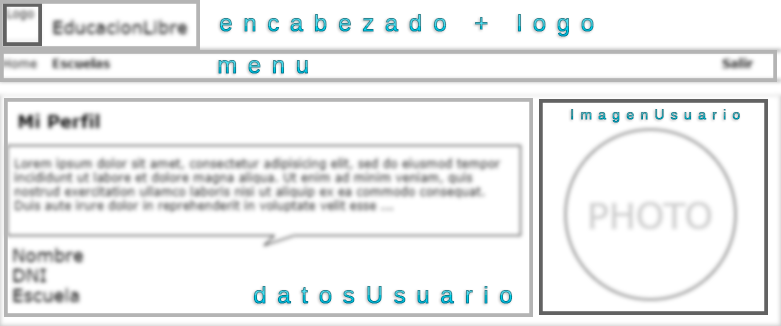 Logo
EducacionLibre
encabezado + logo
Home Escuelas
menu
Salir
Mi Perfil
Lorem ipsum dolor sit amet, consectetur adipisicing elit, sed do eiusmod tempor
incididunt ut labore et dolore magna aliqua. Ut enim ad minim veniam, quis
nostrud exercitation ullamco laboris nisi ut aliquip ex ea commodo consequat.
Duis aute irure dolor in reprehenderit in voluptate velit esse ...
Nombre
DNI
Escuela
datosUsuario
ImagenUsuario
PHOTO